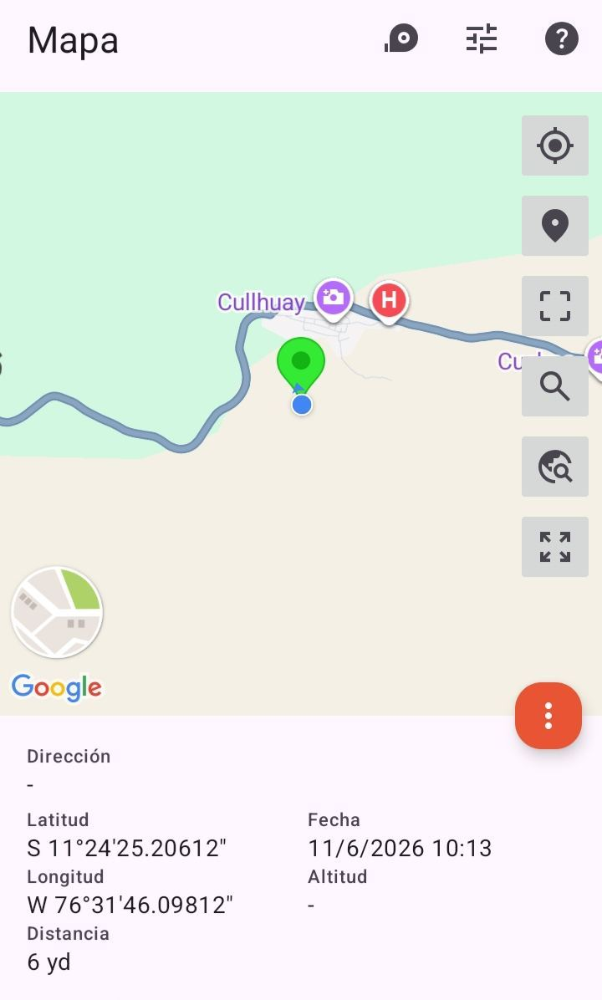 Mapa
Cullhuay
H
Google
Dirección
-
Latitud
S 11°24'25.20612"
Longitud
W 76°31'46.09812"
Distancia
6 yd
Fecha
11/6/2026 10:13
Altitud
-